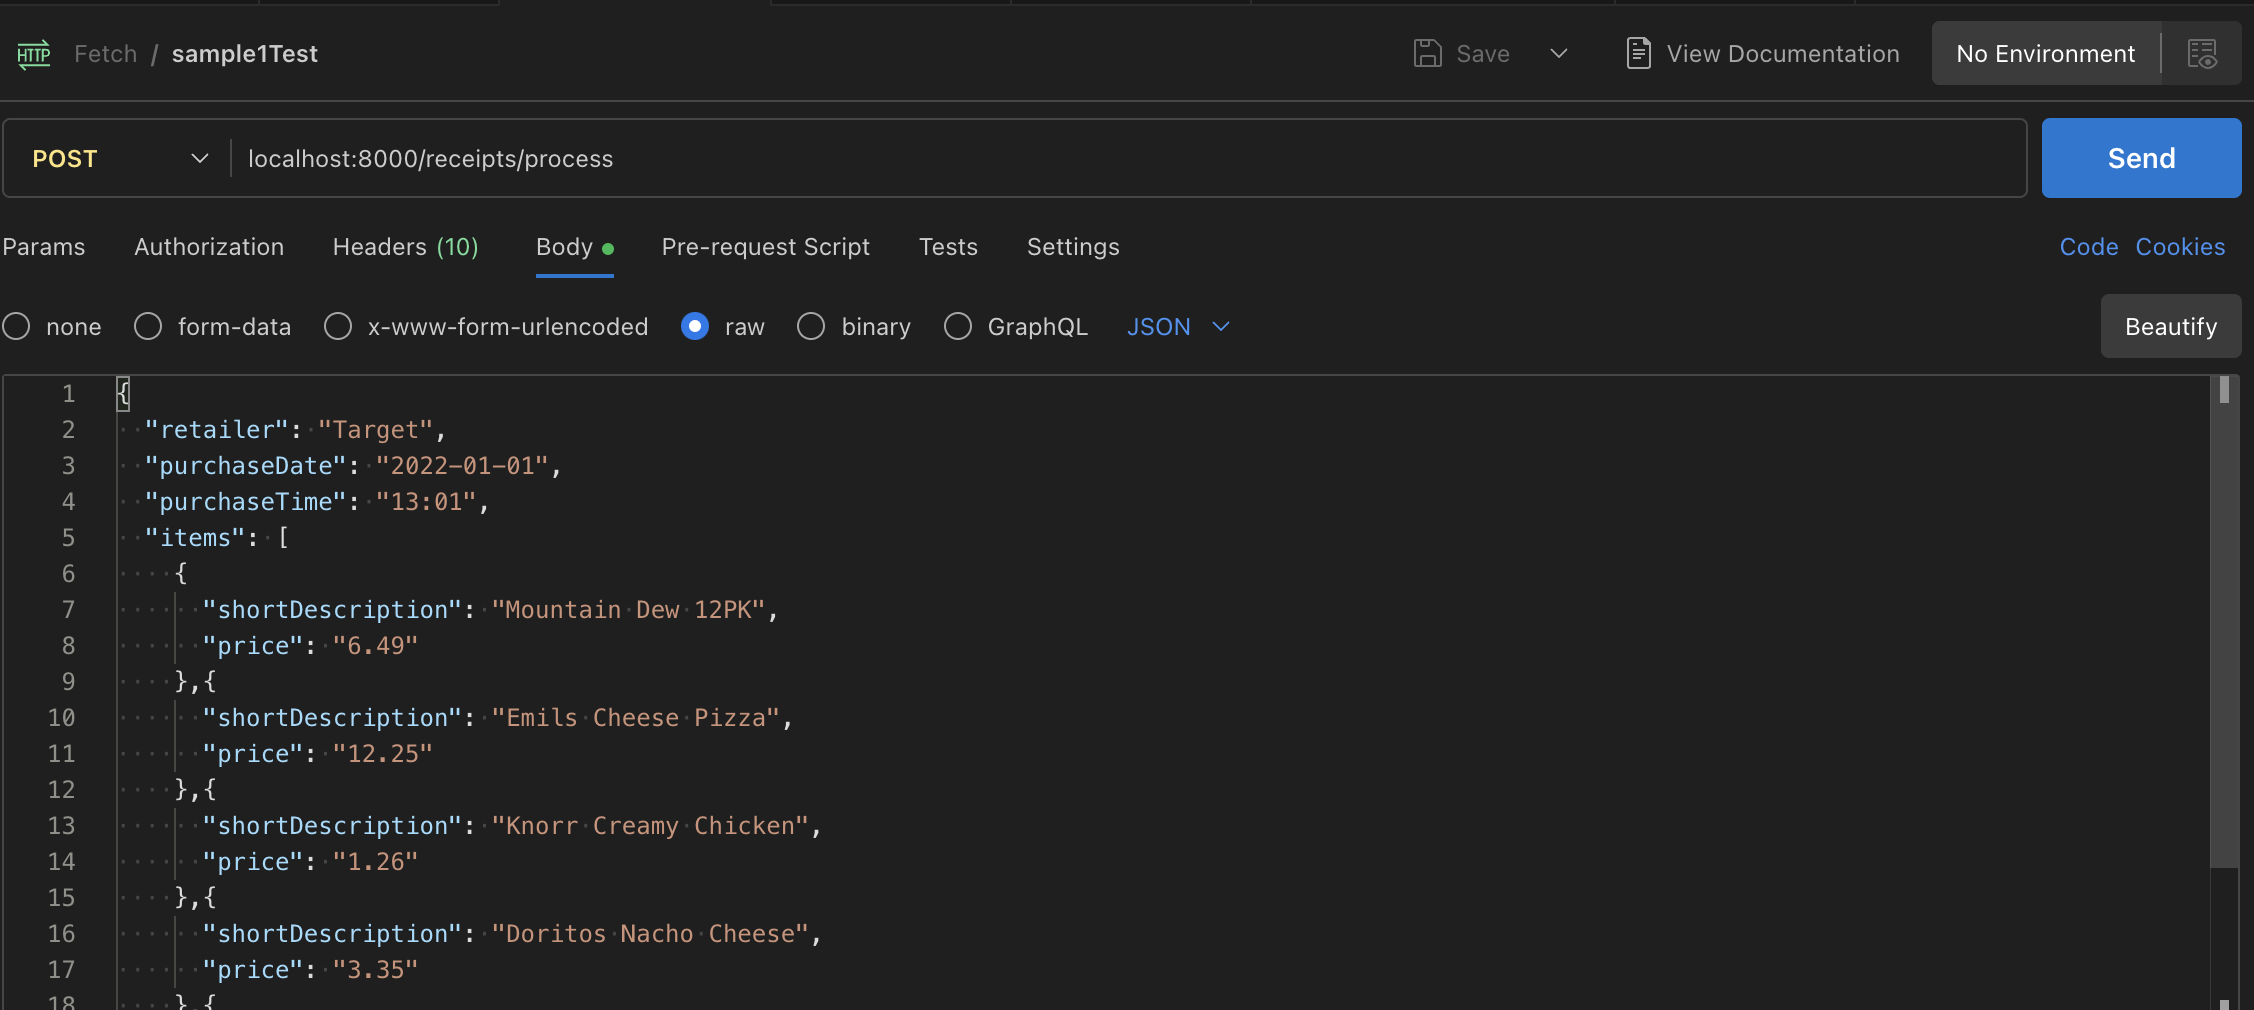 HTTP Fetch / sample1Test Save View Documentation No Environment
POST localhost:8000/receipts/process Send
Params Authorization Headers (10) Body Pre-request Script Tests Settings Code Cookies
none form-data x-www-form-urlencoded raw binary GraphQL JSON Beautify
1 {
2 "retailer": "Target",
3 "purchaseDate": "2022-01-01",
4 "purchaseTime": "13:01",
5 "items": [
6 {
7 "shortDescription": "Mountain Dew 12PK",
8 "price": "6.49"
9 },{
10 "shortDescription": "Emils Cheese Pizza",
11 "price": "12.25"
12 },{
13 "shortDescription": "Knorr Creamy Chicken",
14 "price": "1.26"
15 },{
16 "shortDescription": "Doritos Nacho Cheese",
17 "price": "3.35"
18 },{